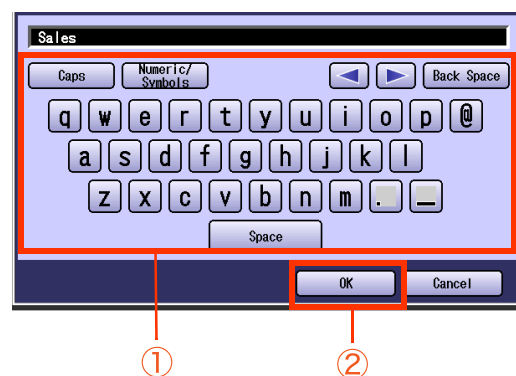 Sales
Caps Numeric/ Back Space
Symbols
q w e r t y u i o p @
a s d f g h j k l
z x c v b n m . _
Space
OK Cancel
① ②